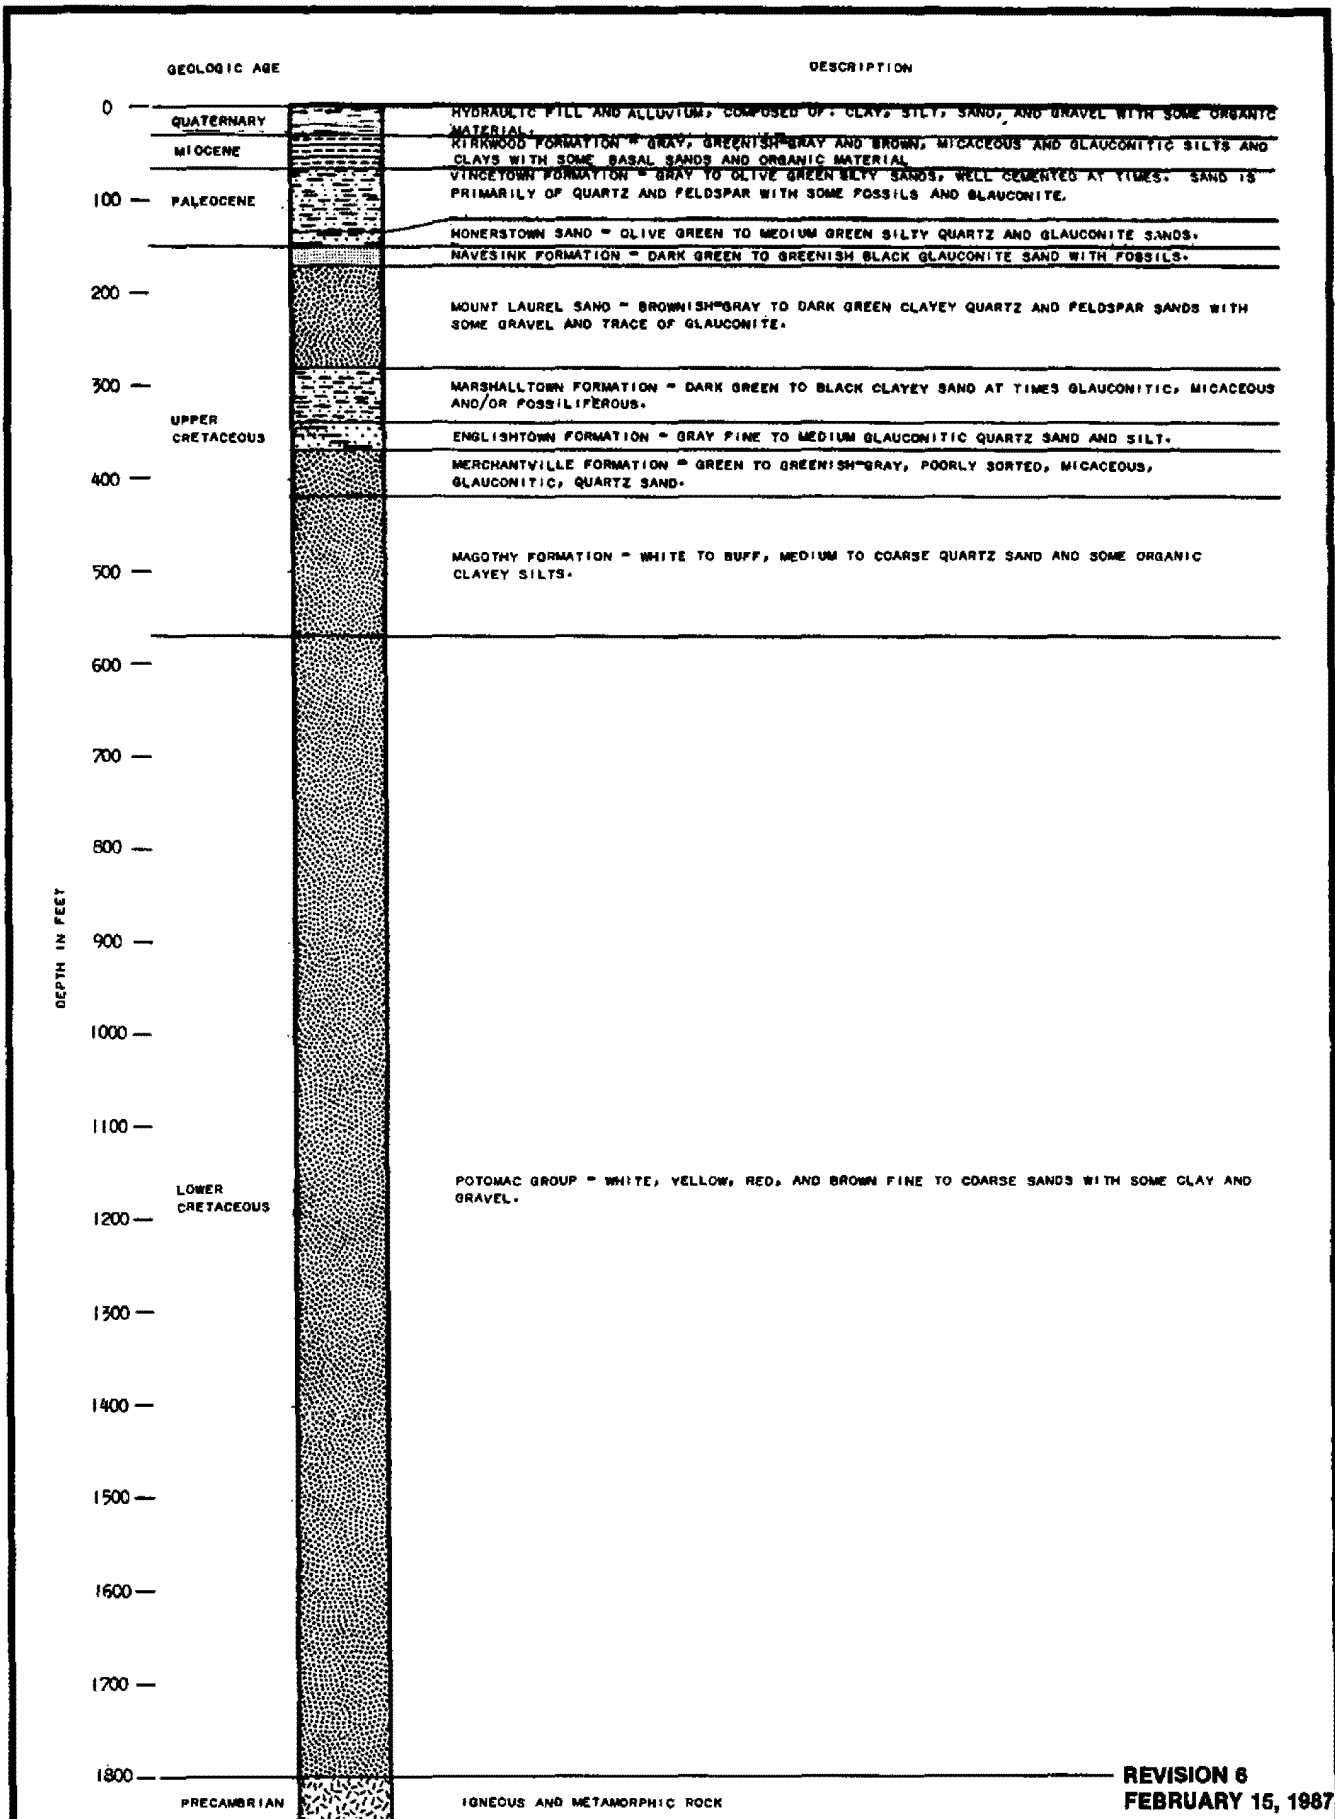 GEOLOGIC AGE
DESCRIPTION
0
QUATERNARY
HYDRAULIC FILL AND ALLUVIUM, COMPOSED OF: CLAY, SILT, SAND, AND GRAVEL WITH SOME ORGANIC
MATERIAL.
MIOCENE
KIRKWOOD FORMATION - GRAY, GREENISH-GRAY AND BROWN, MICACEOUS AND GLAUCONITIC SILTS AND
CLAYS WITH SOME BASAL SANDS AND ORGANIC MATERIAL
VINCETOWN FORMATION - GRAY TO OLIVE GREEN SLTY SANDS, WELL CEMENTED AT TIMES. SAND IS
PRIMARILY OF QUARTZ AND FELDSPAR WITH SOME FOSSILS AND GLAUCONITE.
100
PALEOCENE
HONERSTOWN SAND - OLIVE GREEN TO MEDIUM GREEN SILTY QUARTZ AND GLAUCONITE SANDS.
NAVESINK FORMATION - DARK GREEN TO GREENISH BLACK GLAUCONITE SAND WITH FOSSILS.
200
MOUNT LAUREL SAND - BROWNISH-GRAY TO DARK GREEN CLAYEY QUARTZ AND FELDSPAR SANDS WITH
SOME GRAVEL AND TRACE OF GLAUCONITE.
300
MARSHALLTOWN FORMATION - DARK GREEN TO BLACK CLAYEY SAND AT TIMES GLAUCONITIC, MICACEOUS
AND/OR FOSSILIFEROUS.
UPPER
CRETACEOUS
ENGLISHTOWN FORMATION - GRAY FINE TO MEDIUM GLAUCONITIC QUARTZ SAND AND SILT.
400
MERCHANTVILLE FORMATION - GREEN TO GREENISH-GRAY, POORLY SORTED, MICACEOUS,
GLAUCONITIC, QUARTZ SAND.
500
MAGOTHY FORMATION - WHITE TO BUFF, MEDIUM TO COARSE QUARTZ SAND AND SOME ORGANIC
CLAYEY SILTS.
600
700
800
DEPTH IN FEET
900
1000
1100
LOWER
CRETACEOUS
POTOMAC GROUP - WHITE, YELLOW, RED, AND BROWN FINE TO COARSE SANDS WITH SOME CLAY AND
GRAVEL.
1200
1300
1400
1500
1600
1700
1800
PRECAMBRIAN
IGNEOUS AND METAMORPHIC ROCK
REVISION 6
FEBRUARY 15, 1987